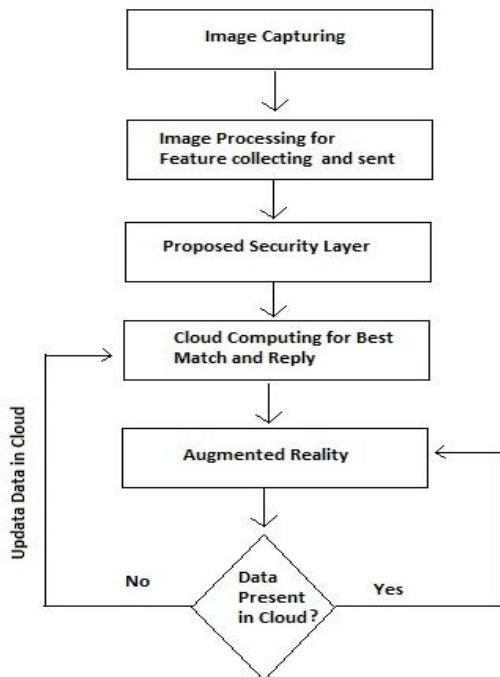 Image Capturing
Image Processing for
Feature collecting and sent
Proposed Security Layer
Cloud Computing for Best
Match and Reply
Augmented Reality
Updata Data in Cloud
No
Data
Present
in Cloud?
Yes